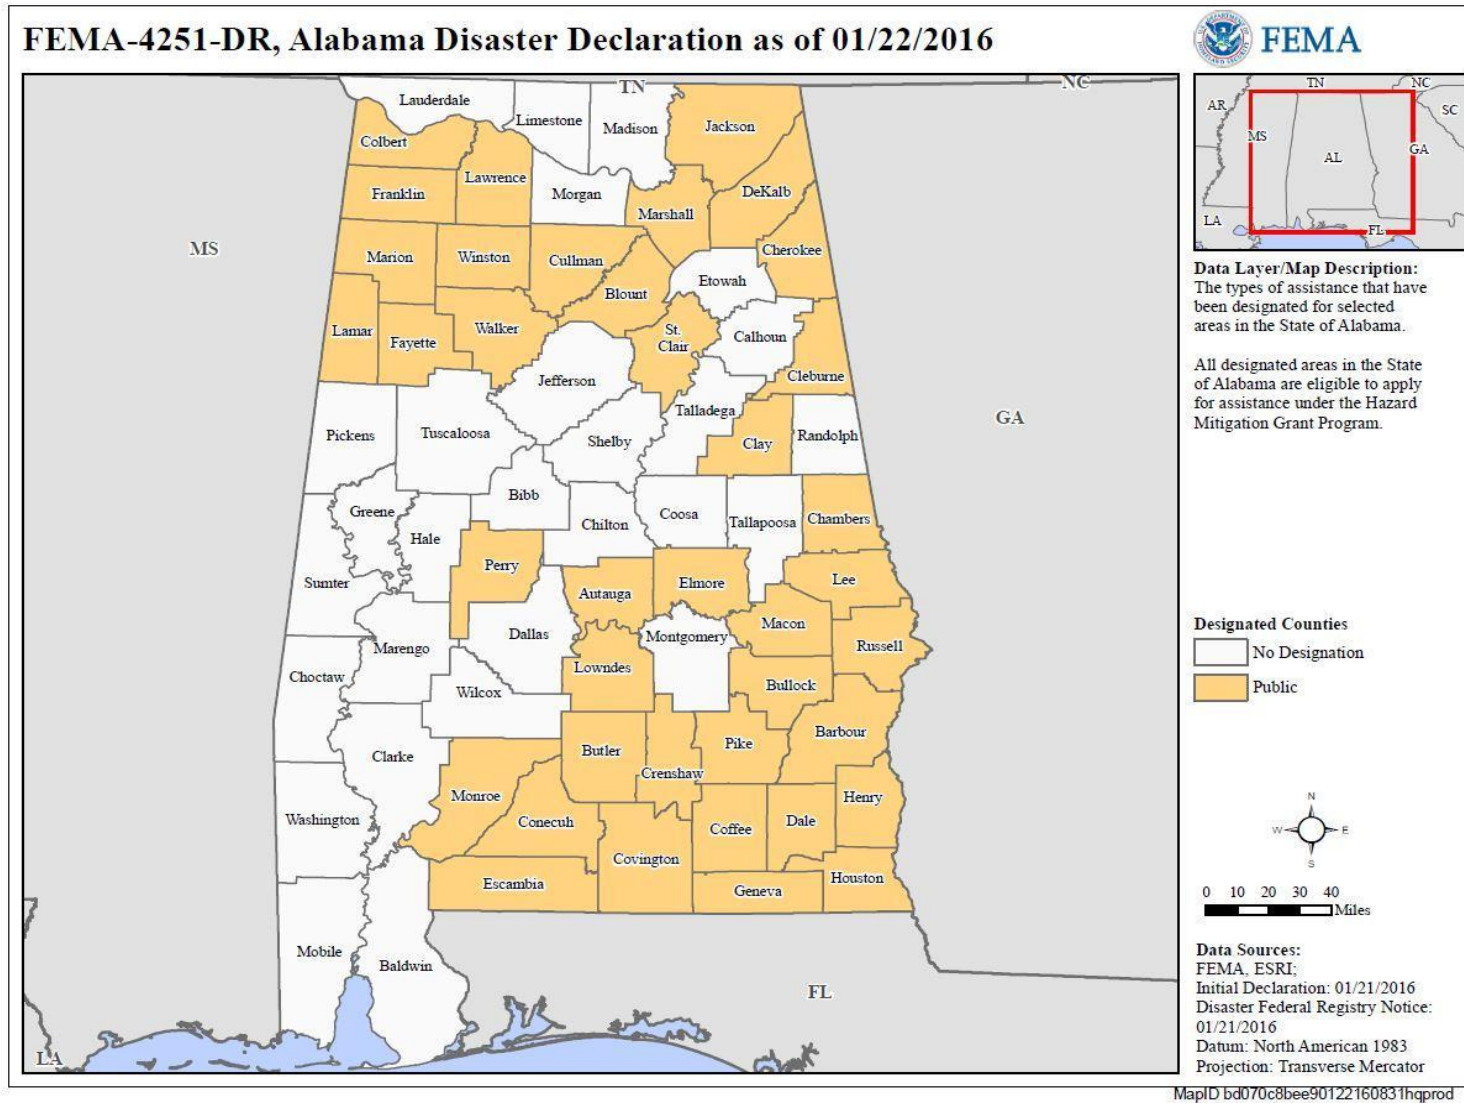 FEMA-4251-DR, Alabama Disaster Declaration as of 01/22/2016
FEMA
TN
NC
Lauderdale
Limestone
Madison
Jackson
Colbert
Lawrence
Franklin
Morgan
DeKalb
Marshall
MS
Marion
Winston
Cullman
Cherokee
Etowah
Blount
Lamar
Fayette
Walker
St.
Clair
Calhoun
Jefferson
Cleburne
Talladega
GA
Pickens
Tuscaloosa
Shelby
Clay
Randolph
Bibb
Greene
Hale
Chilton
Coosa
Tallapoosa
Chambers
Perry
Sumter
Autauga
Elmore
Lee
Dallas
Macon
Montgomery
Marengo
Russell
Choctaw
Lowndes
Wilcox
Bullock
Clarke
Butler
Pike
Barbour
Crenshaw
Monroe
Henry
Washington
Conecuh
Coffee
Dale
Covington
Escambia
Geneva
Houston
Mobile
Baldwin
FL
LA
TN
NC
AR
SC
MS
GA
AL
LA
FL
Data Layer/Map Description:
The types of assistance that have
been designated for selected
areas in the State of Alabama.
All designated areas in the State
of Alabama are eligible to apply
for assistance under the Hazard
Mitigation Grant Program.
Designated Counties
No Designation
Public
N
W E
S
0 10 20 30 40
Miles
Data Sources:
FEMA, ESRI;
Initial Declaration: 01/21/2016
Disaster Federal Registry Notice:
01/21/2016
Datum: North American 1983
Projection: Transverse Mercator
MapID bd070c8bee90122160831hqprod